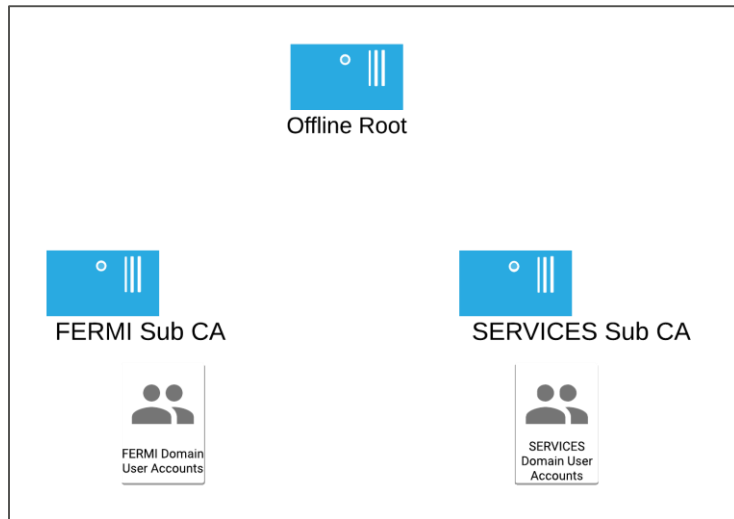 Offline Root
FERMI Sub CA
SERVICES Sub CA
FERMI Domain
User Accounts
SERVICES
Domain User
Accounts